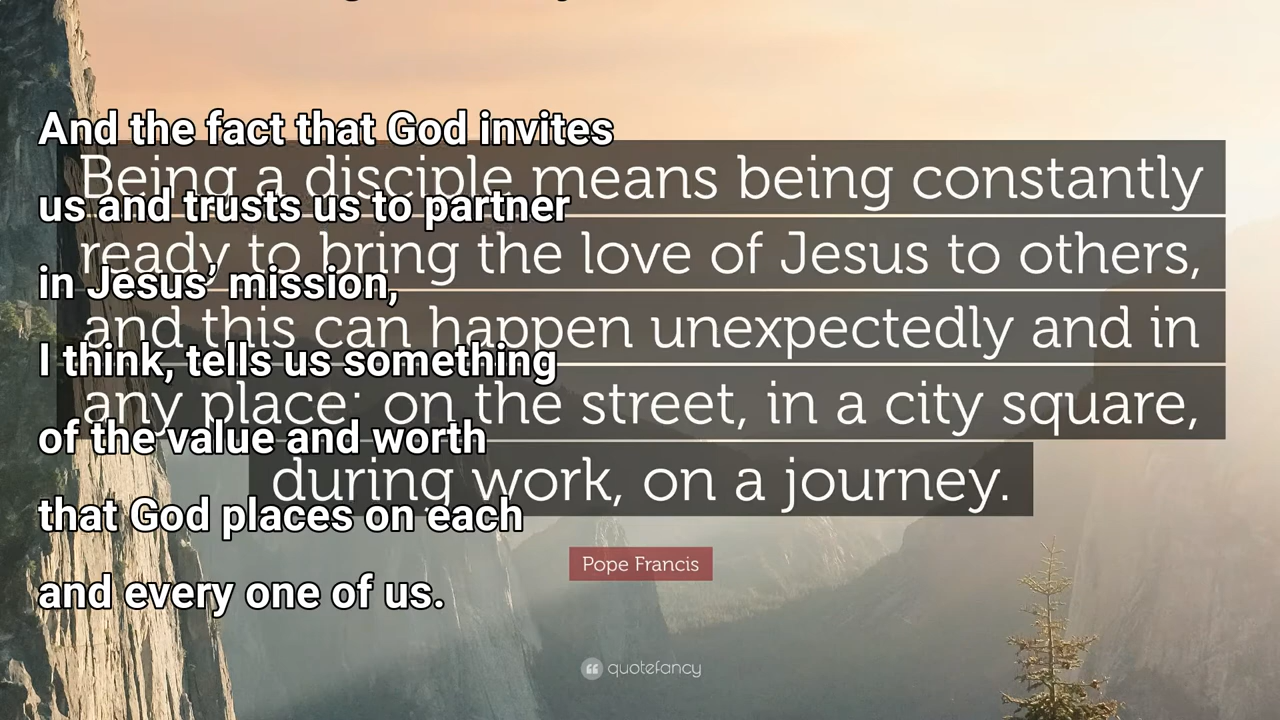 And the fact that God invites
us and trusts us to partner
in Jesus’ mission,
I think, tells us something
of the value and worth
that God places on each
and every one of us.
Being a disciple means being constantly
ready to bring the love of Jesus to others,
and this can happen unexpectedly and in
any place: on the street, in a city square,
during work, on a journey.
Pope Francis
quotefancy